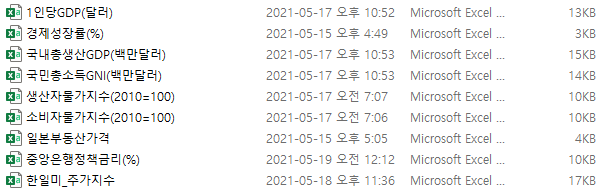 1인당GDP(달러) 2021-05-17 오후 10:52 Microsoft Excel ... 13KB
경제성장률(%) 2021-05-15 오후 4:49 Microsoft Excel ... 3KB
국내총생산GDP(백만달러) 2021-05-17 오후 10:53 Microsoft Excel ... 15KB
국민총소득GNI(백만달러) 2021-05-17 오후 10:53 Microsoft Excel ... 14KB
생산자물가지수(2010=100) 2021-05-17 오전 7:07 Microsoft Excel ... 10KB
소비자물가지수(2010=100) 2021-05-17 오전 7:06 Microsoft Excel ... 10KB
일본부동산가격 2021-05-15 오후 5:05 Microsoft Excel ... 4KB
중앙은행정책금리(%) 2021-05-19 오전 12:12 Microsoft Excel ... 10KB
한일미_주가지수 2021-05-18 오후 11:36 Microsoft Excel ... 17KB